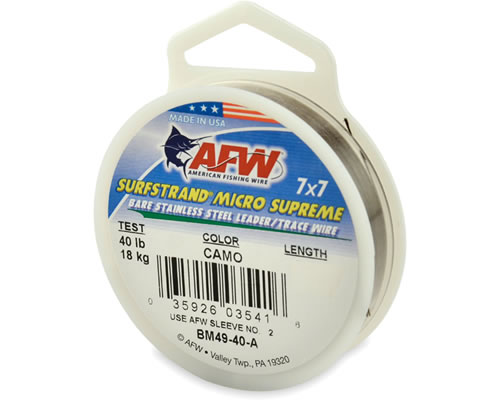 MADE IN USA
AFW
AMERICAN FISHING WIRE
7x7
SURFSTRAND® MICRO SUPREME
BARE STAINLESS STEEL LEADER/TRACE WIRE
TEST COLOR LENGTH
40 lb CAMO
18 kg
0 35926 03541 6
USE AFW SLEEVE NO. 2
BM49-40-A
® AFW • Valley Twp., PA 19320